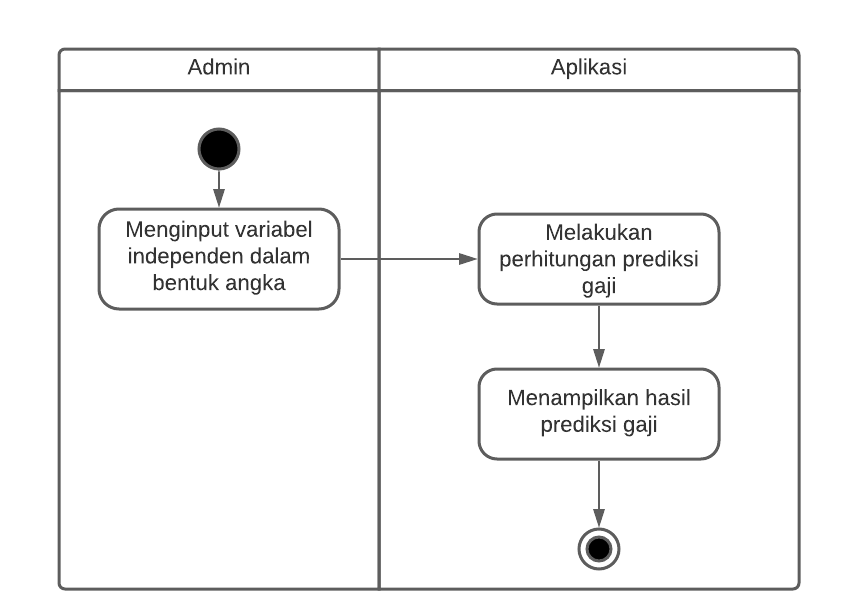 Admin
Aplikasi
Menginput variabel
independen dalam
bentuk angka
Melakukan
perhitungan prediksi
gaji
Menampilkan hasil
prediksi gaji